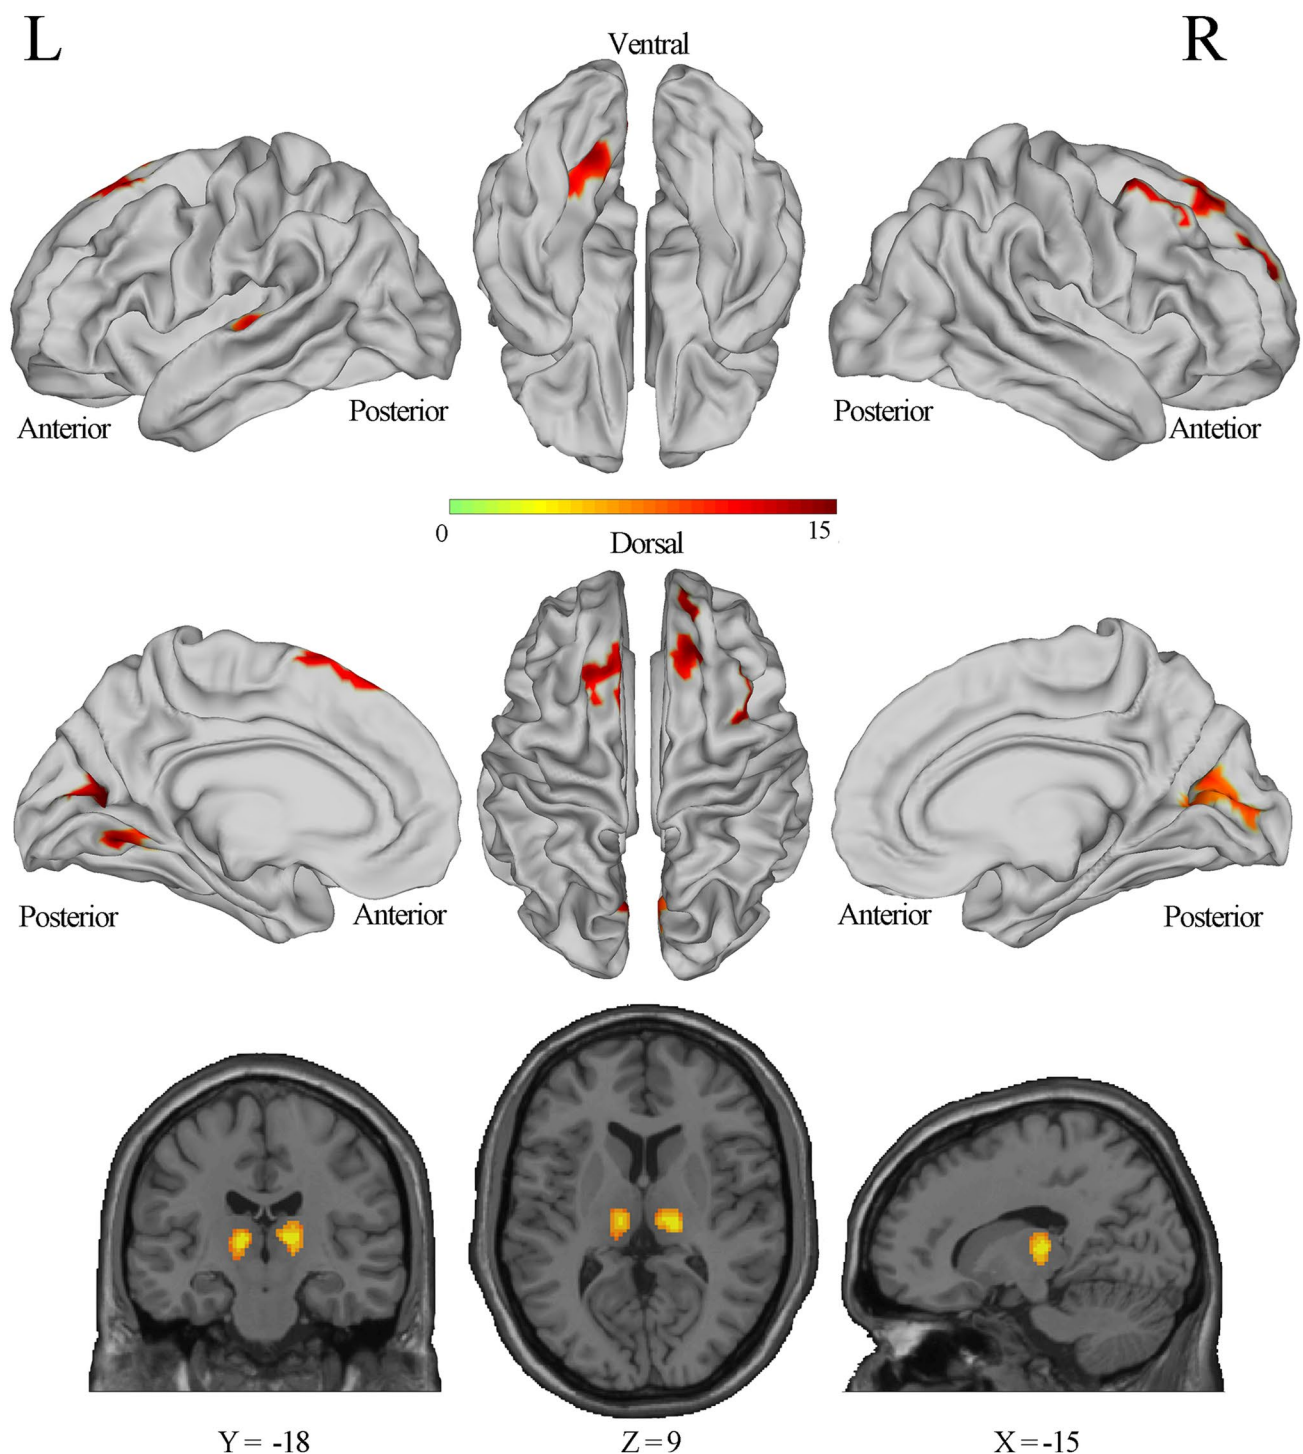 L
Ventral
R
Anterior
Posterior
Posterior
Antetior
0
15
Dorsal
Posterior
Anterior
Anterior
Posterior
Y = -18
Z = 9
X = -15